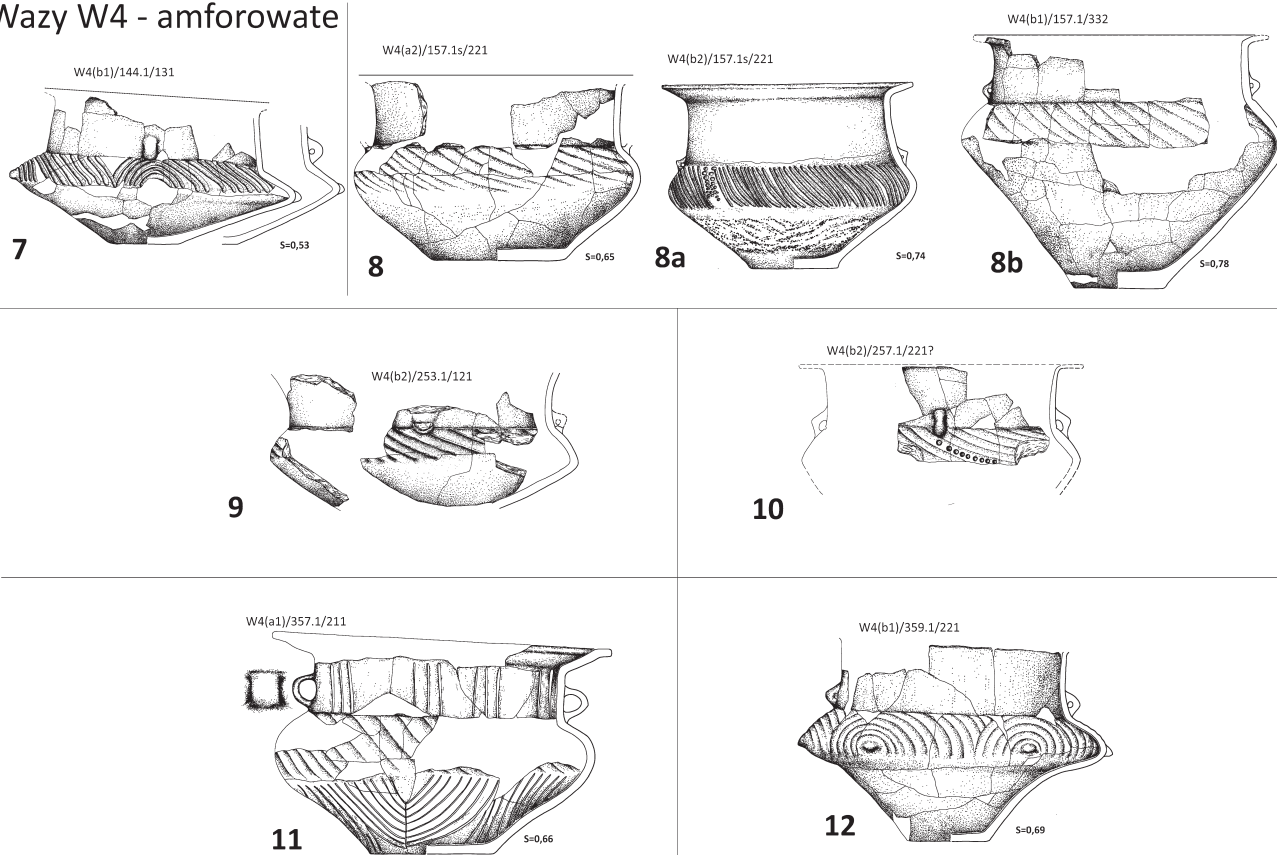 Wazy W4 - amforowate
W4(b1)/144.1/131
7
S=0,53
W4(a2)/157.1s/221
8
S=0,65
W4(b2)/157.1s/221
8a
S=0,74
W4(b1)/157.1/332
8b
S=0,78
W4(b2)/253.1/121
9
W4(b2)/257.1/221?
10
W4(a1)/357.1/211
11
S=0,66
W4(b1)/359.1/221
12
S=0,69